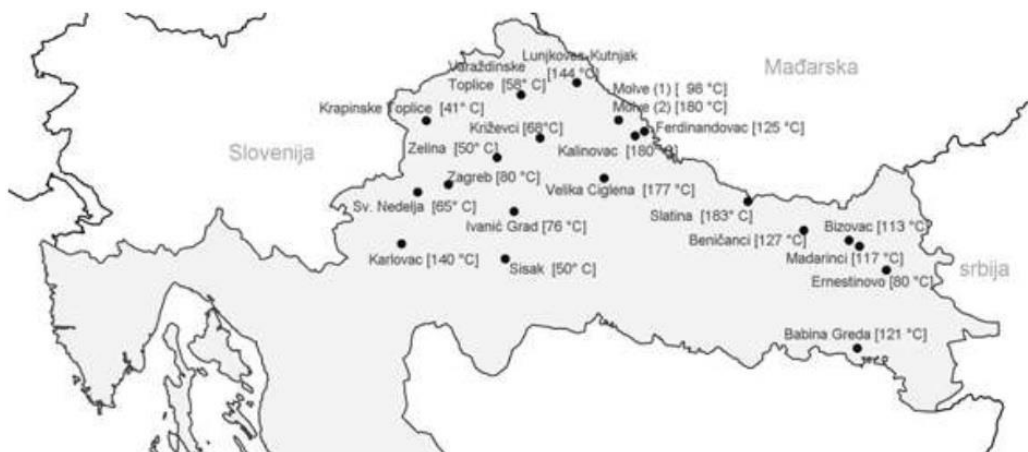 Lunjkoves-Kutnjak
[144 °C]
Mađarska
Varaždinske
Toplice [58° C]
Molve (1) [ 98 °C]
Molve (2) [180 °C]
Krapinske Toplice [41° C]
Križevci [68°C]
Ferdinandovac [125 °C]
Slovenija
Zelina [50° C]
Kalinovac [180 °C]
Zagreb [80 °C]
Velika Ciglena [177 °C]
Sv. Nedelja [65° C]
Slatina [183° C]
Ivanić Grad [76 °C]
Bizovac [113 °C]
Beničanci [127 °C]
Karlovac [140 °C]
Madarinci [117 °C]
Sisak [50° C]
srbija
Ernestinovo [80 °C]
Babina Greda [121 °C]